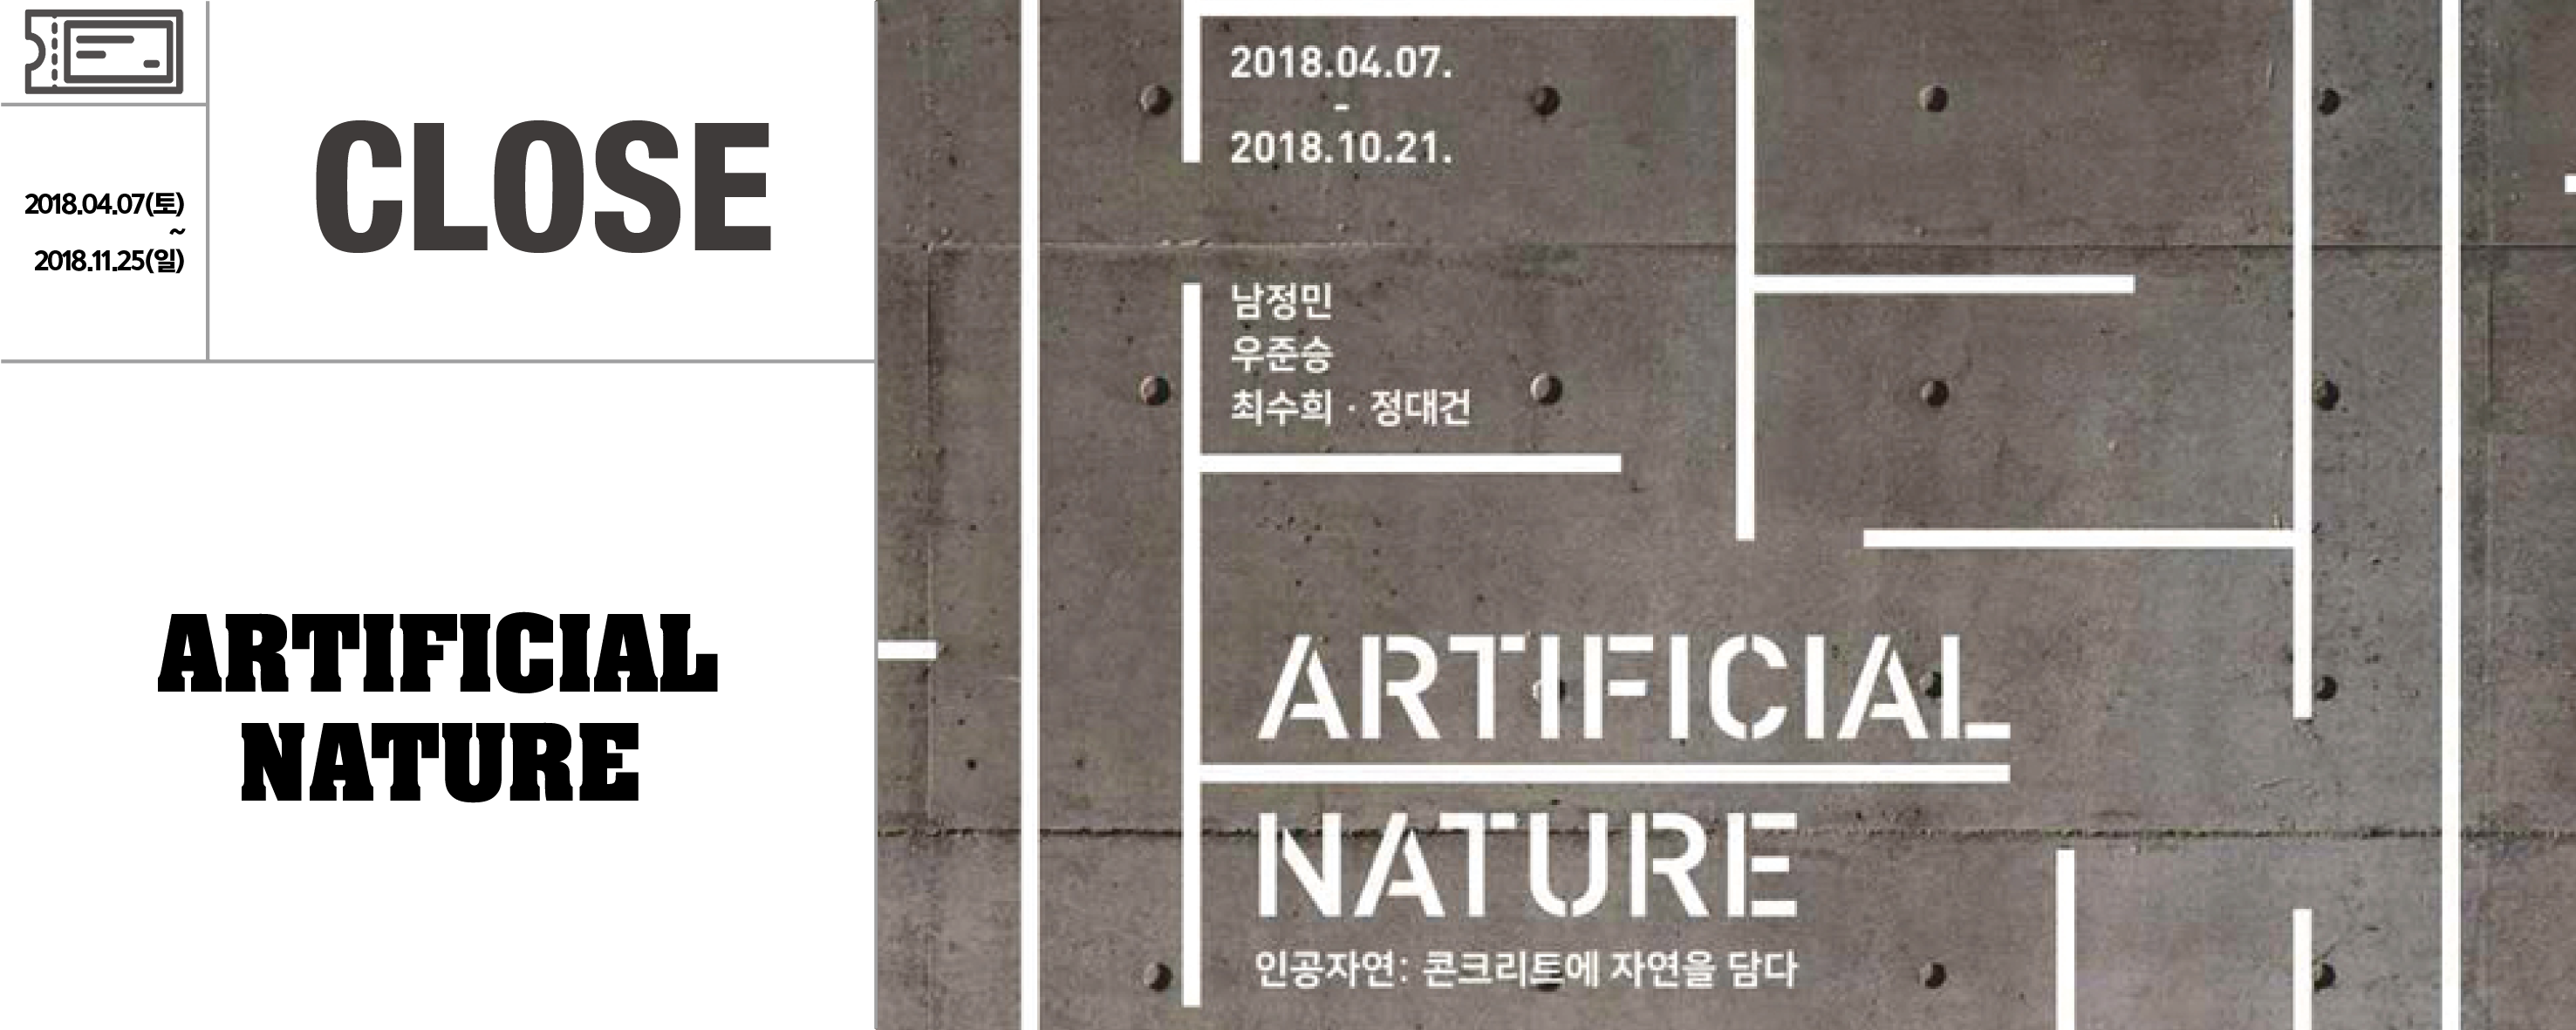 2018.04.07(토)
~
2018.11.25(일)
CLOSE
ARTIFICIAL
NATURE
2018.04.07.
-
2018.10.21.
남정민
우준승
최수희 · 정대건
ARTIFICIAL
NATURE
인공자연: 콘크리트에 자연을 담다